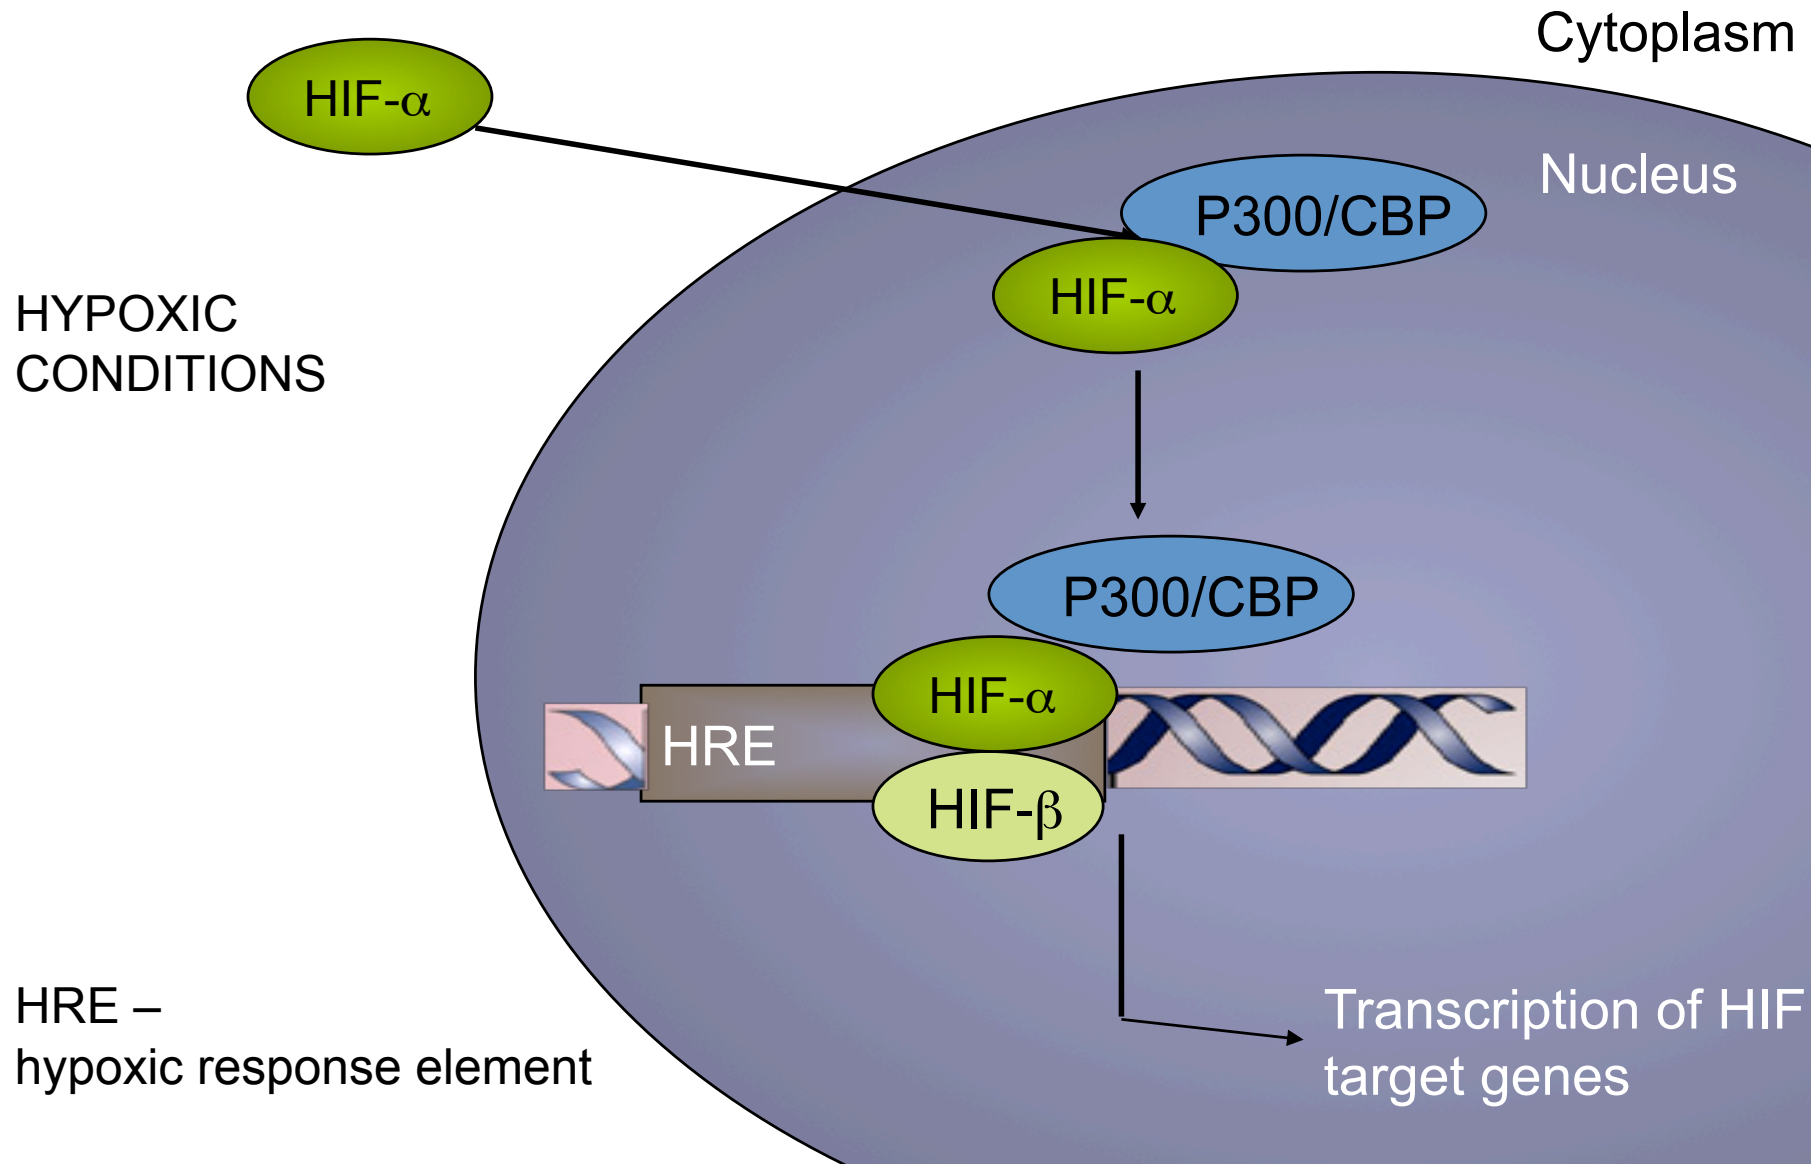 Cytoplasm
HIF-α
Nucleus
P300/CBP
HIF-α
HYPOXIC
CONDITIONS
P300/CBP
HIF-α
HRE
HIF-β
HRE –
hypoxic response element
Transcription of HIF
target genes